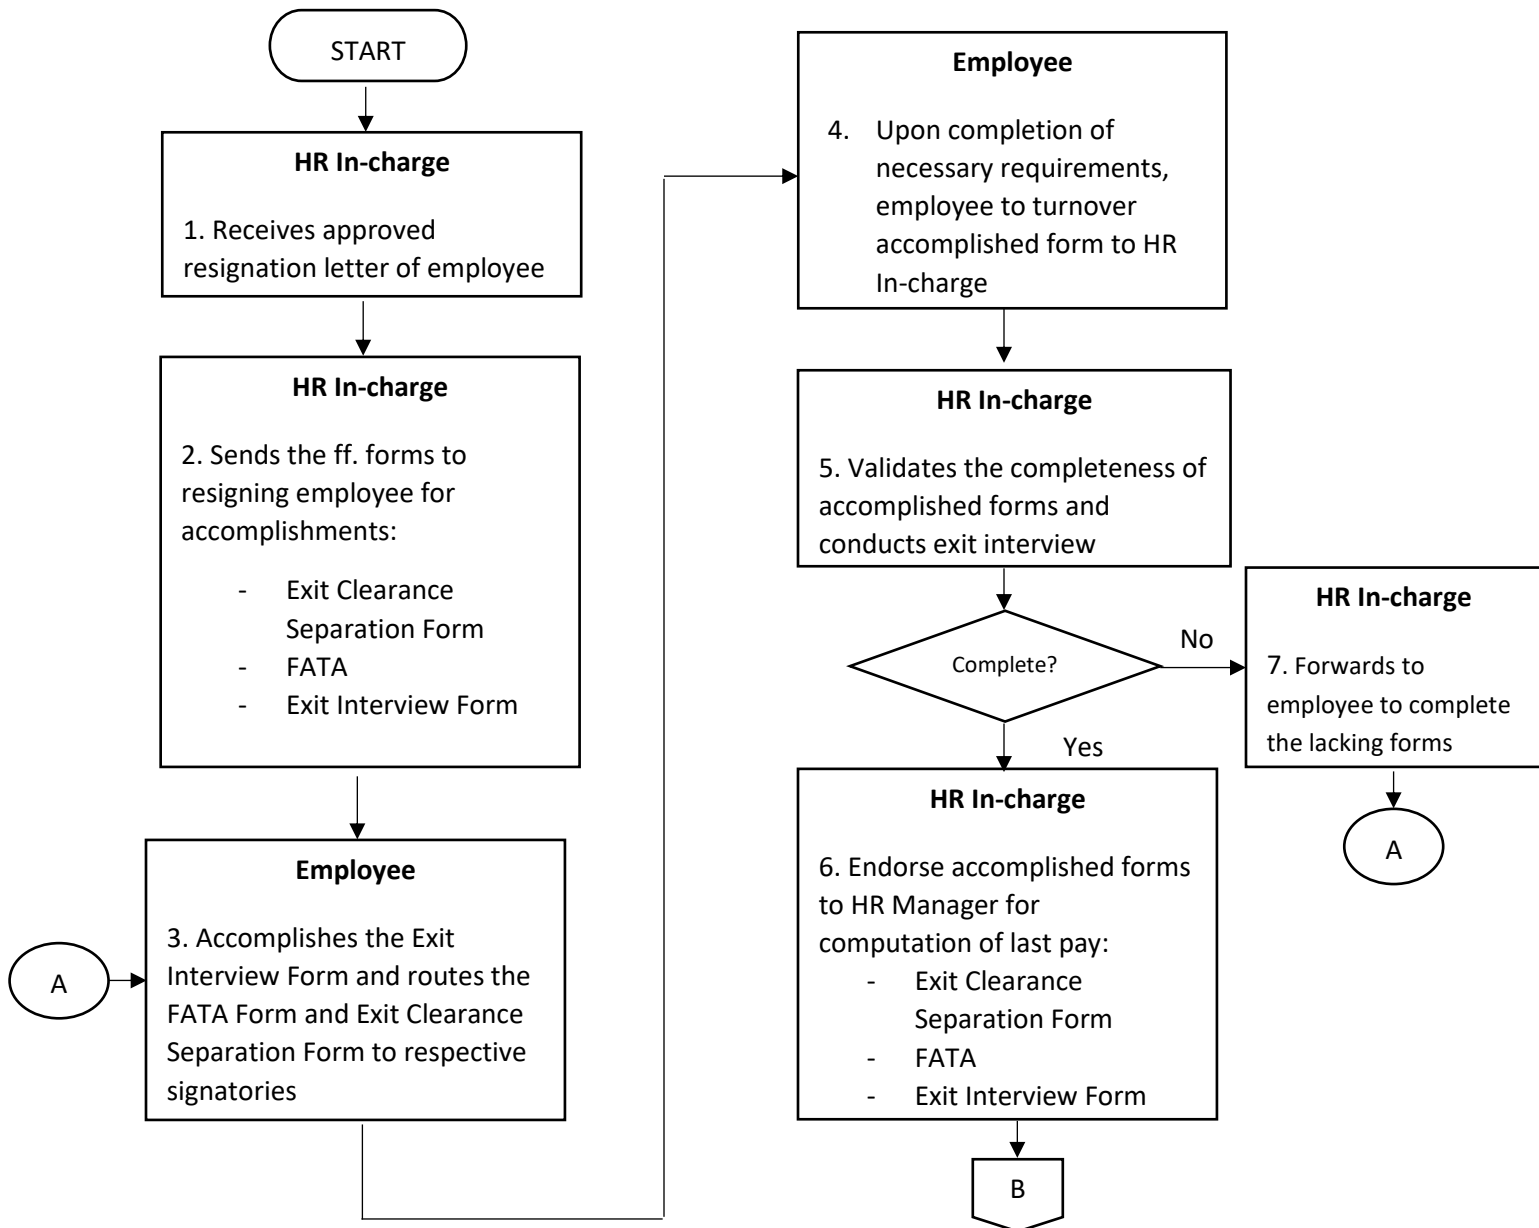 START
HR In-charge
1. Receives approved
resignation letter of employee
HR In-charge
2. Sends the ff. forms to
resigning employee for
accomplishments:
- Exit Clearance
Separation Form
- FATA
- Exit Interview Form
Employee
3. Accomplishes the Exit
Interview Form and routes the
FATA Form and Exit Clearance
Separation Form to respective
signatories
A
Employee
4. Upon completion of
necessary requirements,
employee to turnover
accomplished form to HR
In-charge
HR In-charge
5. Validates the completeness of
accomplished forms and
conducts exit interview
Complete?
No
HR In-charge
7. Forwards to
employee to complete
the lacking forms
A
Yes
HR In-charge
6. Endorse accomplished forms
to HR Manager for
computation of last pay:
- Exit Clearance
Separation Form
- FATA
- Exit Interview Form
B